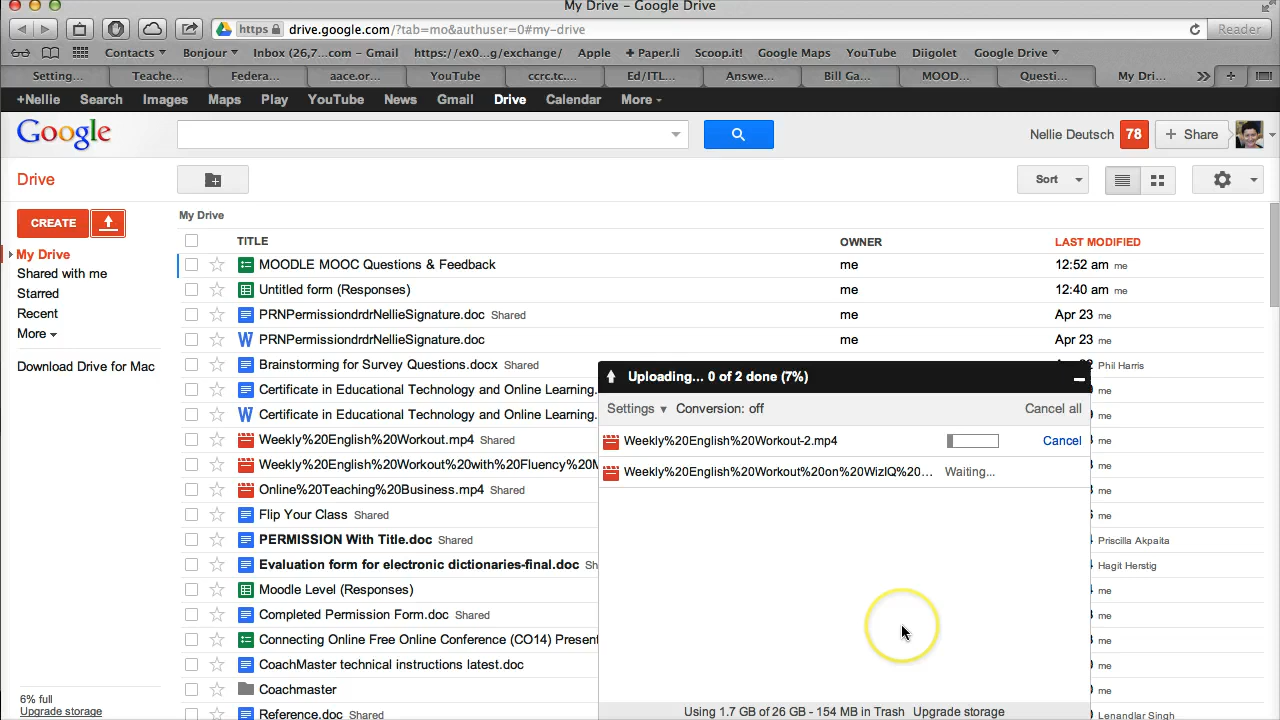 My Drive – Google Drive
https drive.google.com/?tab=mo&authuser=0#my-drive Reader
Contacts Bonjour Inbox (26,7...com – Gmail https://ex0...g/exchange/ Apple Paper.li Scoop.it! Google Maps YouTube Diigolet Google Drive
Setting... Teache... Federa... aace.or... YouTube ccrc.tc.... Ed/ITL... Answe... Bill Ga... MOOD... Questi... My Dri...
+Nellie Search Images Maps Play YouTube News Gmail Drive Calendar More
Google Nellie Deutsch 78 + Share
Drive Sort
CREATE
My Drive
Shared with me
Starred
Recent
More
Download Drive for Mac
6% full
Upgrade storage
My Drive
TITLE OWNER LAST MODIFIED
MOODLE MOOC Questions & Feedback me 12:52 am me
Untitled form (Responses) me 12:40 am me
PRNPermissiondrdrNellieSignature.doc Shared me Apr 23 me
PRNPermissiondrdrNellieSignature.doc me Apr 23 me
Brainstorming for Survey Questions.docx Shared Phil Harris
Certificate in Educational Technology and Online Learning. me
Certificate in Educational Technology and Online Learning. me
Weekly%20English%20Workout.mp4 Shared me
Weekly%20English%20Workout%20with%20Fluency%20M me
Online%20Teaching%20Business.mp4 Shared me
Flip Your Class Shared me
PERMISSION With Title.doc Shared Priscilla Akpaita
Evaluation form for electronic dictionaries-final.doc Sh Hagit Herstig
Moodle Level (Responses) me
Completed Permission Form.doc Shared me
Connecting Online Free Online Conference (CO14) Present me
CoachMaster technical instructions latest.doc me
Coachmaster me
Reference.doc Shared Lenandlar Singh
Uploading... 0 of 2 done (7%)
Settings Conversion: off Cancel all
Weekly%20English%20Workout-2.mp4 Cancel
Weekly%20English%20Workout%20on%20WizIQ%20... Waiting...
Using 1.7 GB of 26 GB - 154 MB in Trash Upgrade storage